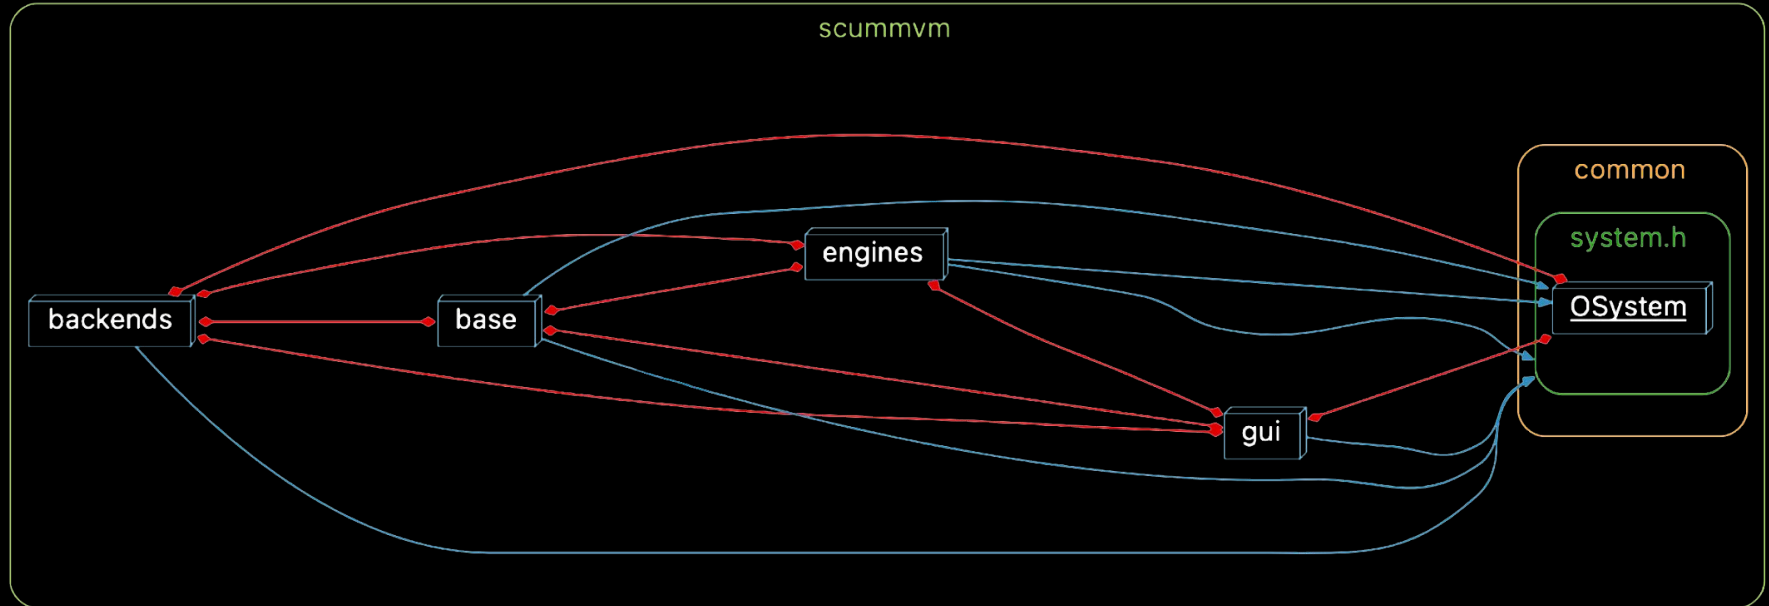 scummvm
common
system.h
engines
OSystem
backends
base
gui